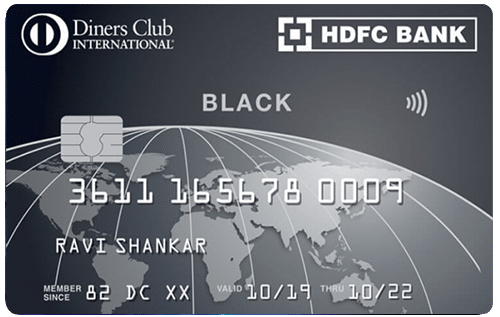 Diners Club
INTERNATIONAL®
HDFC BANK
BLACK
3611 165678 0009
RAVI SHANKAR
MEMBER SINCE 82 DC XX VALID 10/19 THRU 10/22